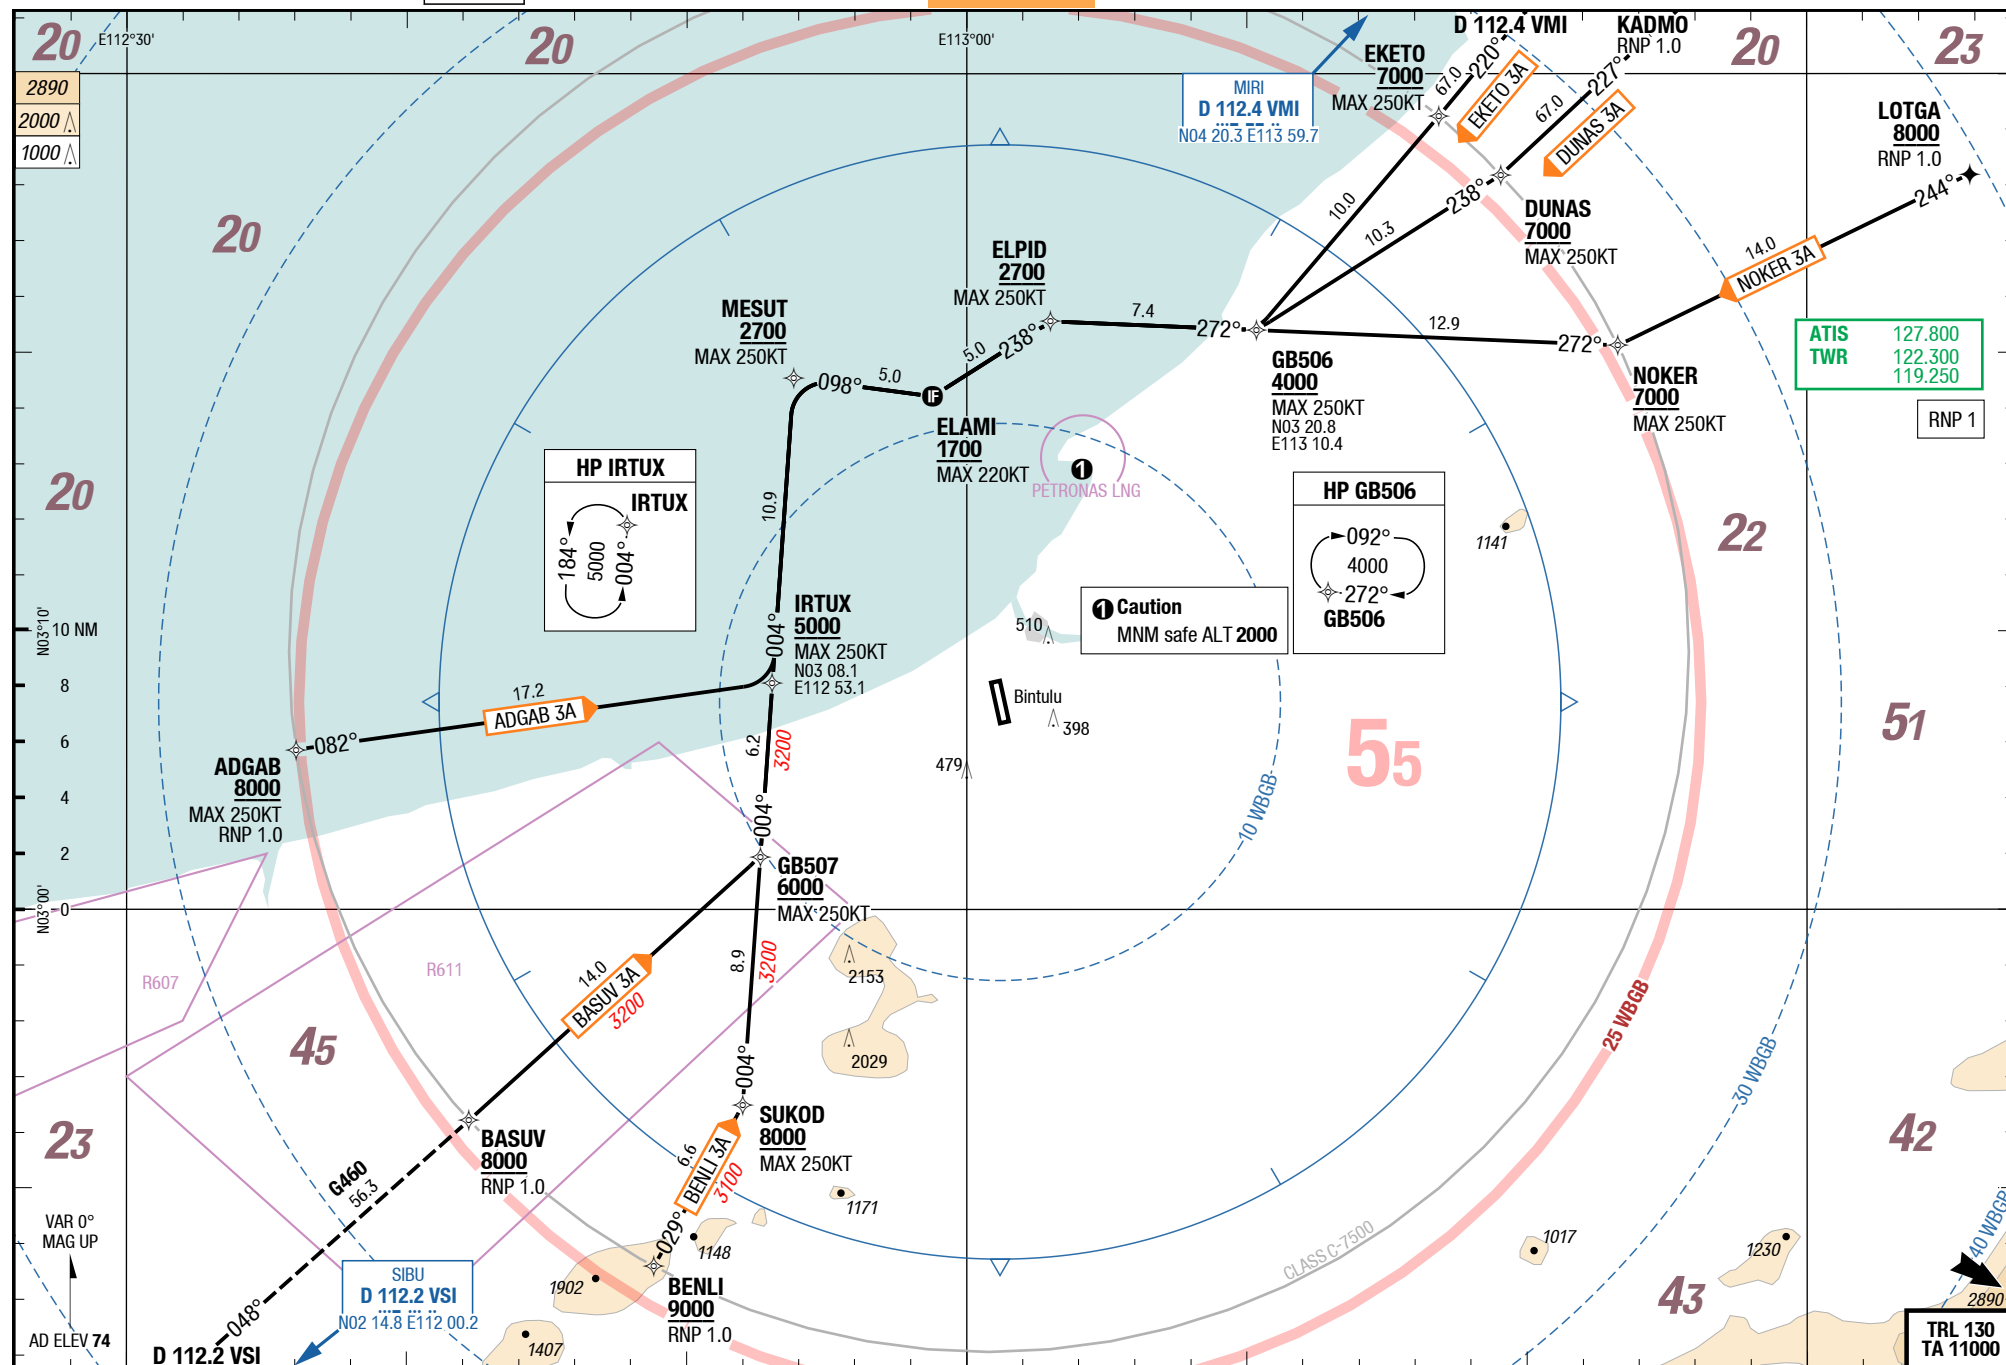 20
E112°30'
20
E113°00'
D 112.4 VMI
KADMO
RNP 1.0
20
23
2890
2000
1000
MIRI
D 112.4 VMI
N04 20.3 E113 59.7
EKETO
7000
MAX 250KT
67.0
220°
EKETO 3A
67.0
227°
DUNAS 3A
LOTGA
8000
RNP 1.0
244°
14.0
NOKER 3A
20
10.0
10.3
238°
DUNAS
7000
MAX 250KT
ELPID
2700
MAX 250KT
MESUT
2700
MAX 250KT
7.4
272°
12.9
272°
5.0
238°
098°
5.0
IF
ELAMI
1700
MAX 220KT
GB506
4000
MAX 250KT
N03 20.8
E113 10.4
NOKER
7000
MAX 250KT
ATIS 127.800
TWR 122.300
119.250
RNP 1
20
HP IRTUX
IRTUX
184°
5000
004°
10.9
1
PETRONAS LNG
HP GB506
092°
4000
272°
GB506
1141
22
N03°10'
10 NM
8
6
4
2
0
N03°00'
004°
IRTUX
5000
MAX 250KT
N03 08.1
E112 53.1
510
1 Caution
MNM safe ALT 2000
17.2
ADGAB 3A
082°
ADGAB
8000
MAX 250KT
RNP 1.0
6.2
3200
004°
Bintulu
398
479
55
51
10 WBGB
GB507
6000
MAX 250KT
R607
R611
14.0
BASUV 3A
3200
8.9
3200
2153
2029
004°
45
23
25 WBGB
30 WBGB
42
BASUV
8000
RNP 1.0
SUKOD
8000
MAX 250KT
6.6
BENLI 3A
3100
029°
1171
1148
1902
BENLI
9000
RNP 1.0
G460
56.3
048°
VAR 0°
MAG UP
AD ELEV 74
SIBU
D 112.2 VSI
N02 14.8 E112 00.2
D 112.2 VSI
1407
CLASS C-7500
1017
1230
43
40 WBGB
2890
TRL 130
TA 11000